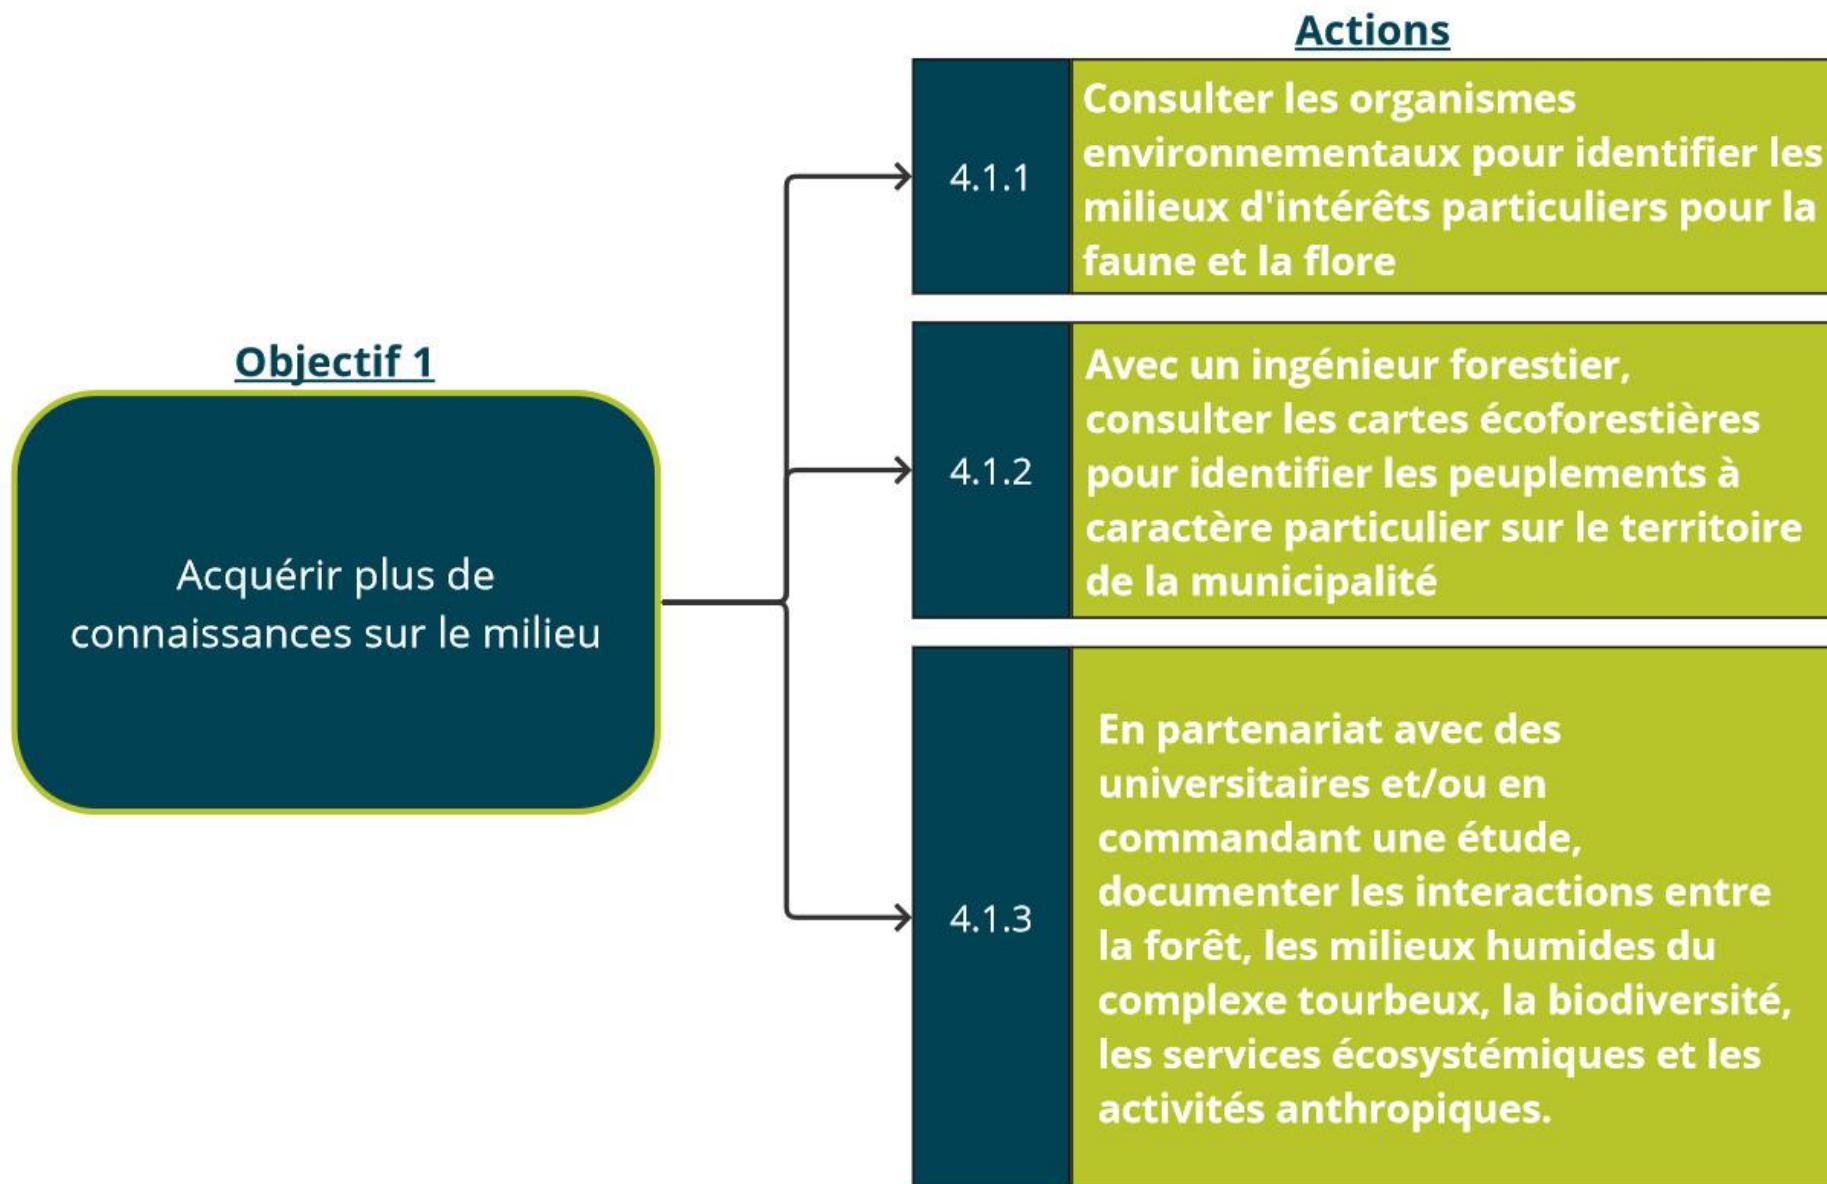 Objectif 1
Acquérir plus de
connaissances sur le milieu
Actions
4.1.1
Consulter les organismes
environnementaux pour identifier les
milieux d'intérêts particuliers pour la
faune et la flore
4.1.2
Avec un ingénieur forestier,
consulter les cartes écoforestières
pour identifier les peuplements à
caractère particulier sur le territoire
de la municipalité
4.1.3
En partenariat avec des
universitaires et/ou en
commandant une étude,
documenter les interactions entre
la forêt, les milieux humides du
complexe tourbeux, la biodiversité,
les services écosystémiques et les
activités anthropiques.